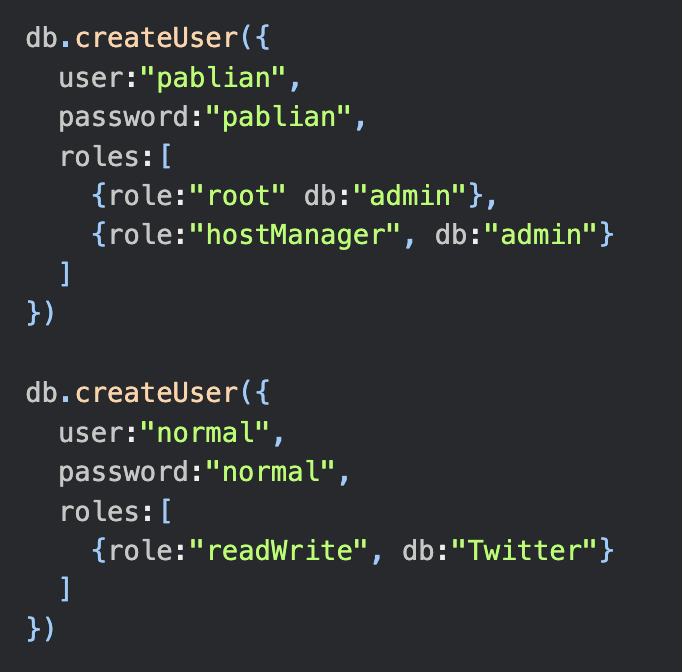 db.createUser({
  user:"pablian",
  password:"pablian",
  roles:[
    {role:"root" db:"admin"},
    {role:"hostManager", db:"admin"}
  ]
})

db.createUser({
  user:"normal",
  password:"normal",
  roles:[
    {role:"readWrite", db:"Twitter"}
  ]
})